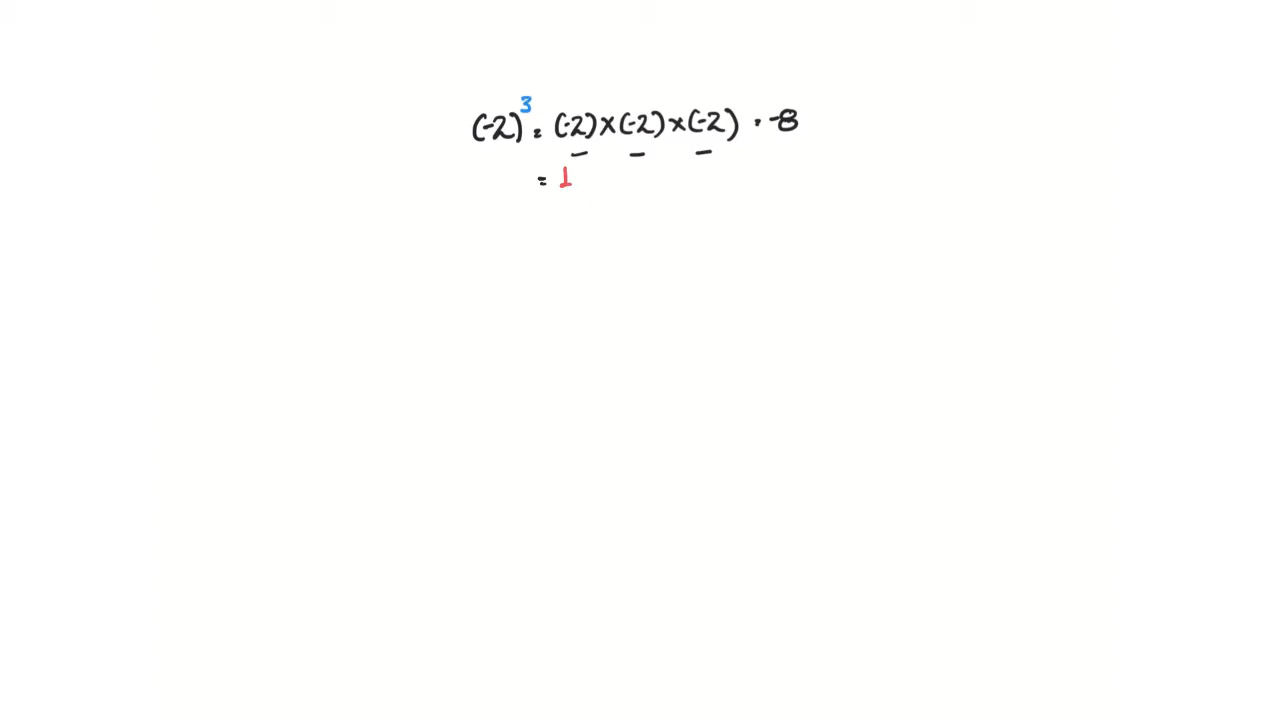 (-2)³ = (-2)×(-2)×(-2) = -8
= 1